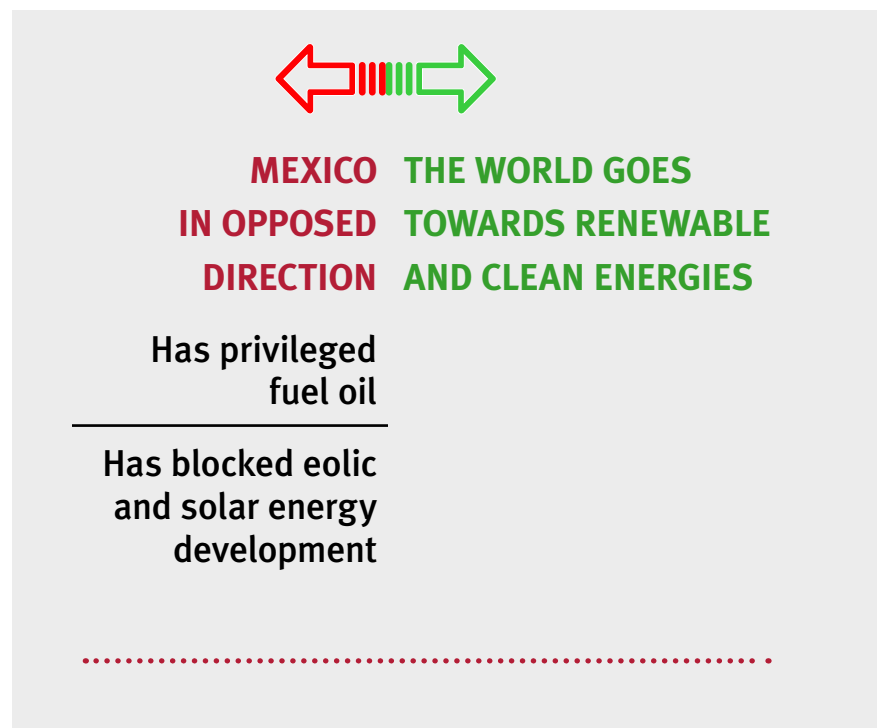 MEXICO
IN OPPOSED
DIRECTION
THE WORLD GOES
TOWARDS RENEWABLE
AND CLEAN ENERGIES
Has privileged
fuel oil
Has blocked eolic
and solar energy
development